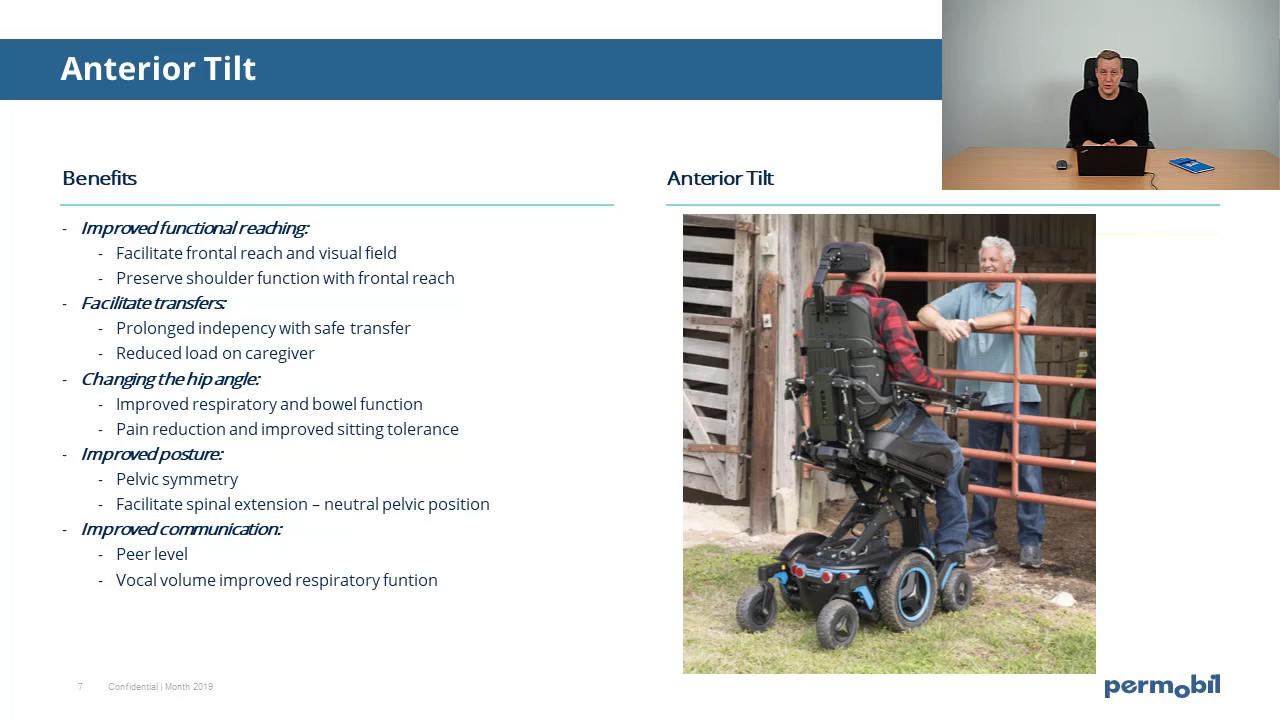 Anterior Tilt
Benefits
- Improved functional reaching:
- Facilitate frontal reach and visual field
- Preserve shoulder function with frontal reach
- Facilitate transfers:
- Prolonged indepency with safe transfer
- Reduced load on caregiver
- Changing the hip angle:
- Improved respiratory and bowel function
- Pain reduction and improved sitting tolerance
- Improved posture:
- Pelvic symmetry
- Facilitate spinal extension – neutral pelvic position
- Improved communication:
- Peer level
- Vocal volume improved respiratory funtion
Anterior Tilt
7 Confidential | Month 2019
permobil